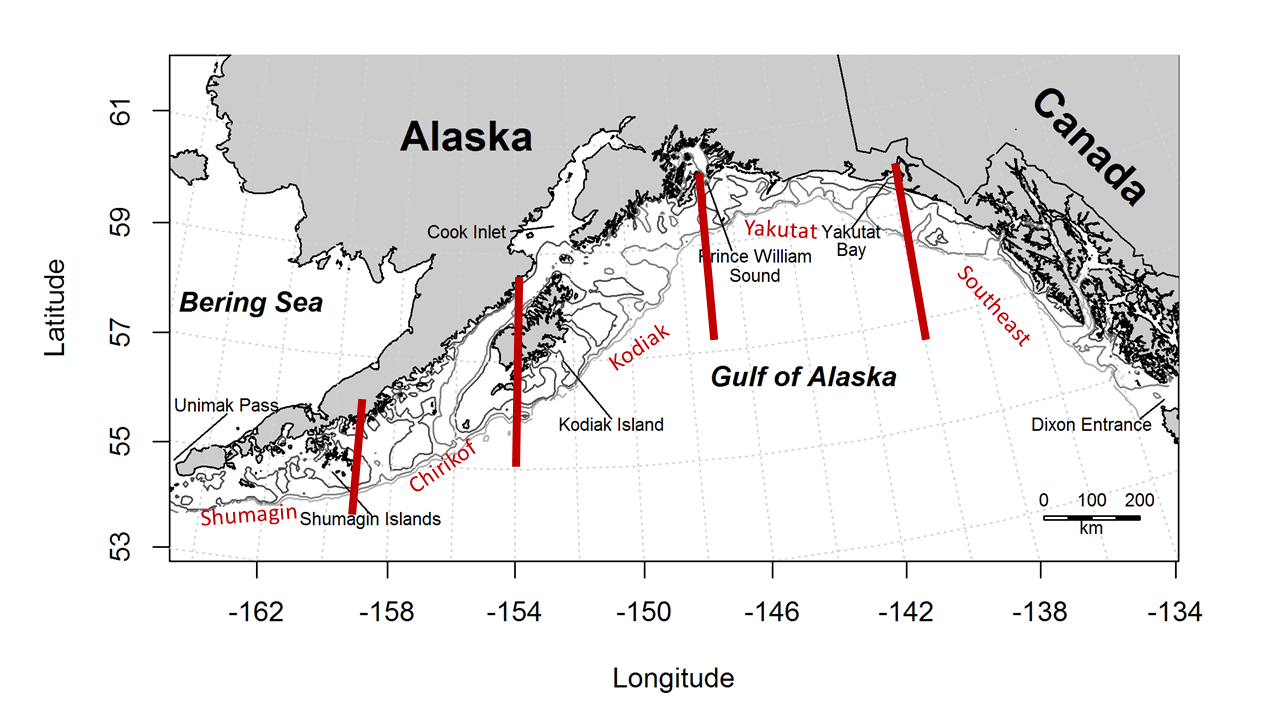 61
59
57
55
53
Latitude
Alaska
Canada
Cook Inlet
Yakutat
Yakutat
Bay
Prince William
Sound
Bering Sea
Southeast
Kodiak
Gulf of Alaska
Unimak Pass
Kodiak Island
Dixon Entrance
Chirikof
Shumagin
Shumagin Islands
0 100 200
km
-162 -158 -154 -150 -146 -142 -138 -134
Longitude